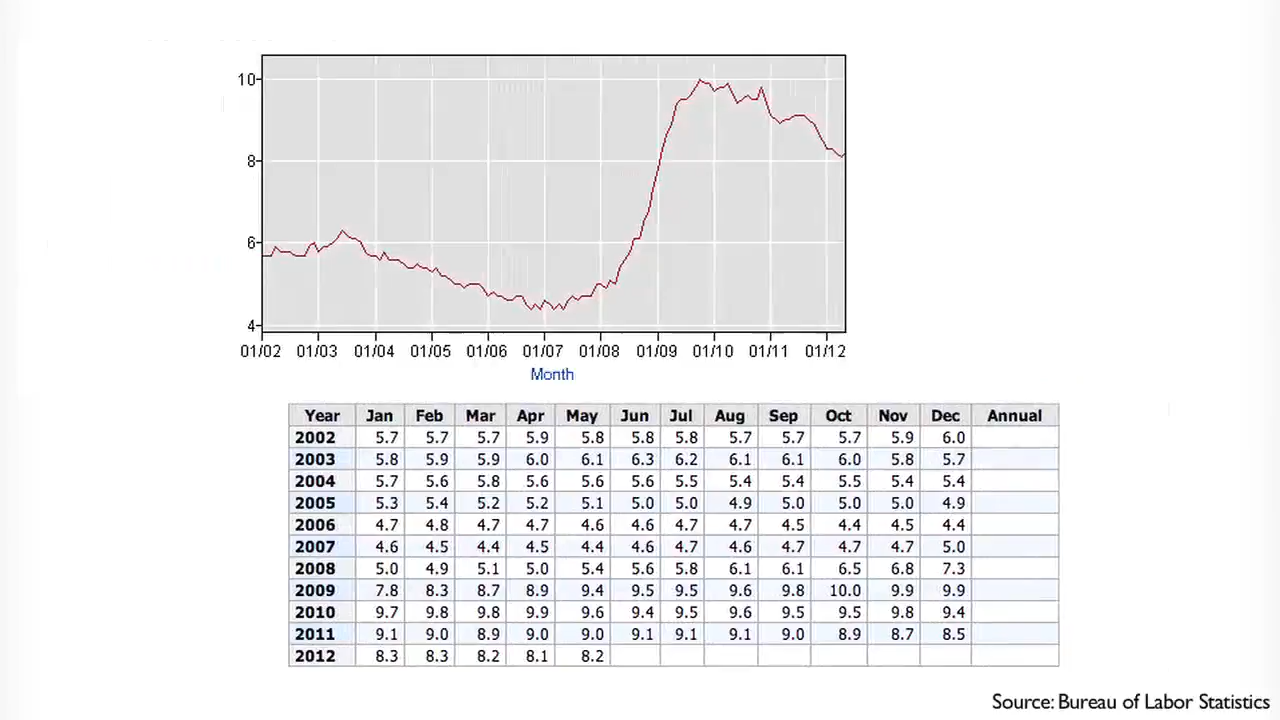 10
8
6
4
01/02 01/03 01/04 01/05 01/06 01/07 01/08 01/09 01/10 01/11 01/12
Month
Year Jan Feb Mar Apr May Jun Jul Aug Sep Oct Nov Dec Annual
2002 5.7 5.7 5.7 5.9 5.8 5.8 5.8 5.7 5.7 5.7 5.9 6.0
2003 5.8 5.9 5.9 6.0 6.1 6.3 6.2 6.1 6.1 6.0 5.8 5.7
2004 5.7 5.6 5.8 5.6 5.6 5.6 5.5 5.4 5.4 5.5 5.4 5.4
2005 5.3 5.4 5.2 5.2 5.1 5.0 5.0 4.9 5.0 5.0 5.0 4.9
2006 4.7 4.8 4.7 4.7 4.6 4.6 4.7 4.7 4.5 4.4 4.5 4.4
2007 4.6 4.5 4.4 4.5 4.4 4.6 4.7 4.6 4.7 4.7 4.7 5.0
2008 5.0 4.9 5.1 5.0 5.4 5.6 5.8 6.1 6.1 6.5 6.8 7.3
2009 7.8 8.3 8.7 8.9 9.4 9.5 9.5 9.6 9.8 10.0 9.9 9.9
2010 9.7 9.8 9.8 9.9 9.6 9.4 9.5 9.6 9.5 9.5 9.8 9.4
2011 9.1 9.0 8.9 9.0 9.0 9.1 9.1 9.1 9.0 8.9 8.7 8.5
2012 8.3 8.3 8.2 8.1 8.2
Source: Bureau of Labor Statistics